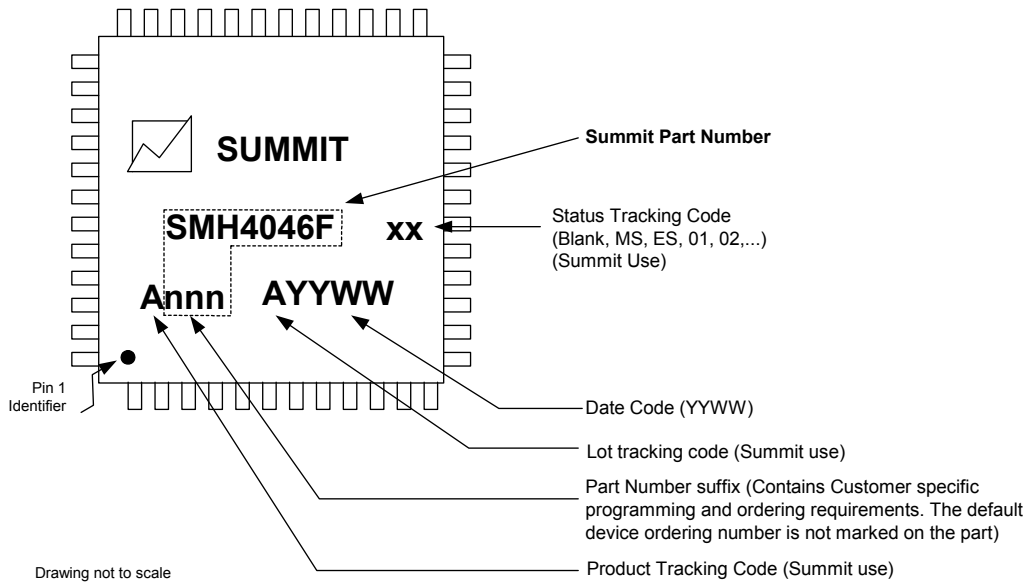 SUMMIT
Summit Part Number
SMH4046F
xx
Status Tracking Code
(Blank, MS, ES, 01, 02,...)
(Summit Use)
Annn
AYYWW
Pin 1
Identifier
Date Code (YYWW)
Lot tracking code (Summit use)
Part Number suffix (Contains Customer specific
programming and ordering requirements. The default
device ordering number is not marked on the part)
Drawing not to scale
Product Tracking Code (Summit use)